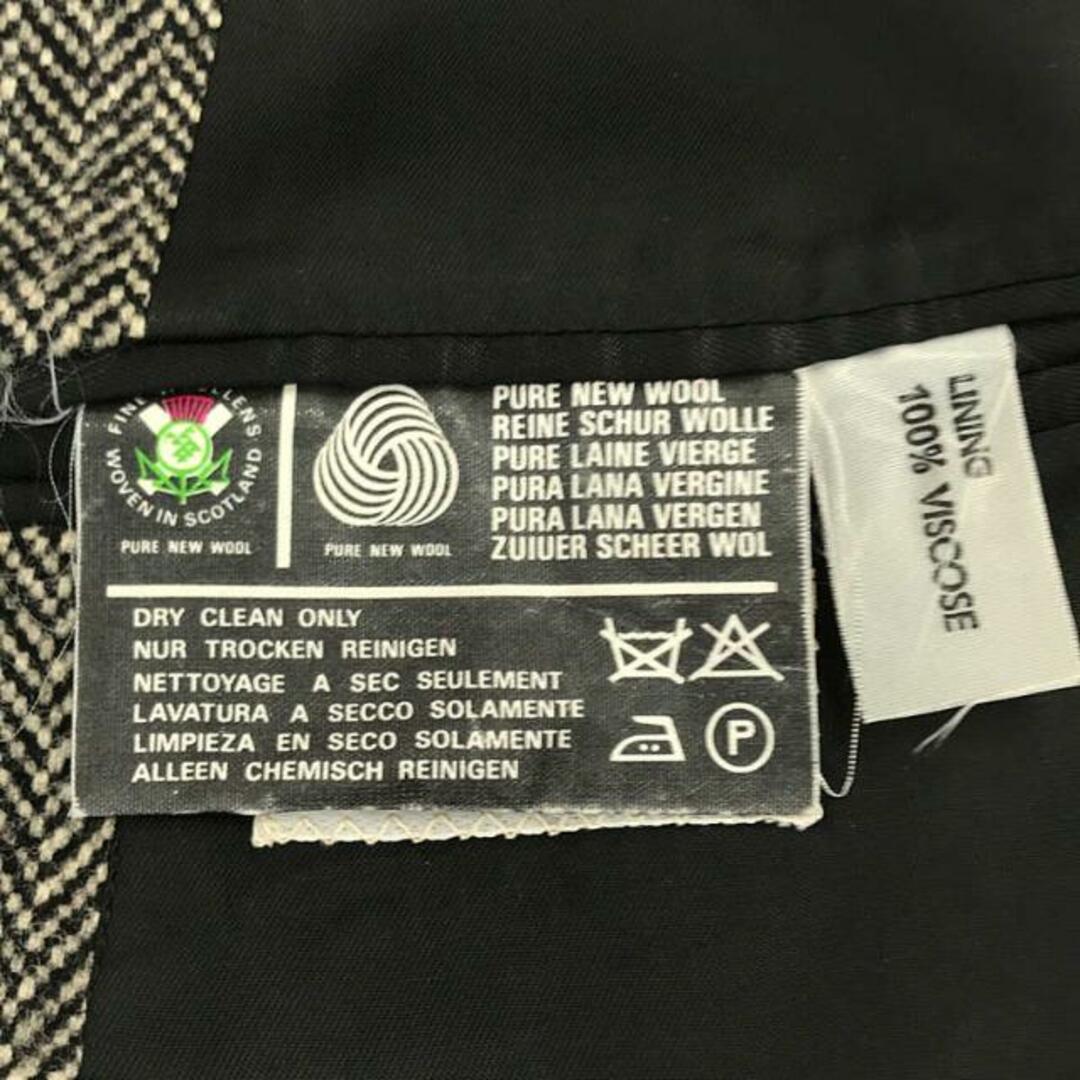 WOVEN IN SCOTLAND
PURE NEW WOOL
PURE NEW WOOL
PURE NEW WOOL
REINE SCHUR WOLLE
PURE LAINE VIERGE
PURA LANA VERGINE
PURA LANA VERGEN
ZUIUER SCHEER WOL
DRY CLEAN ONLY
NUR TROCKEN REINIGEN
NETTOYAGE A SEC SEULEMENT
LAVATURA A SECCO SOLAMENTE
LIMPIEZA EN SECO SOLAMENTE
ALLEEN CHEMISCH REINIGEN
P
LINING
100% VISCOSE